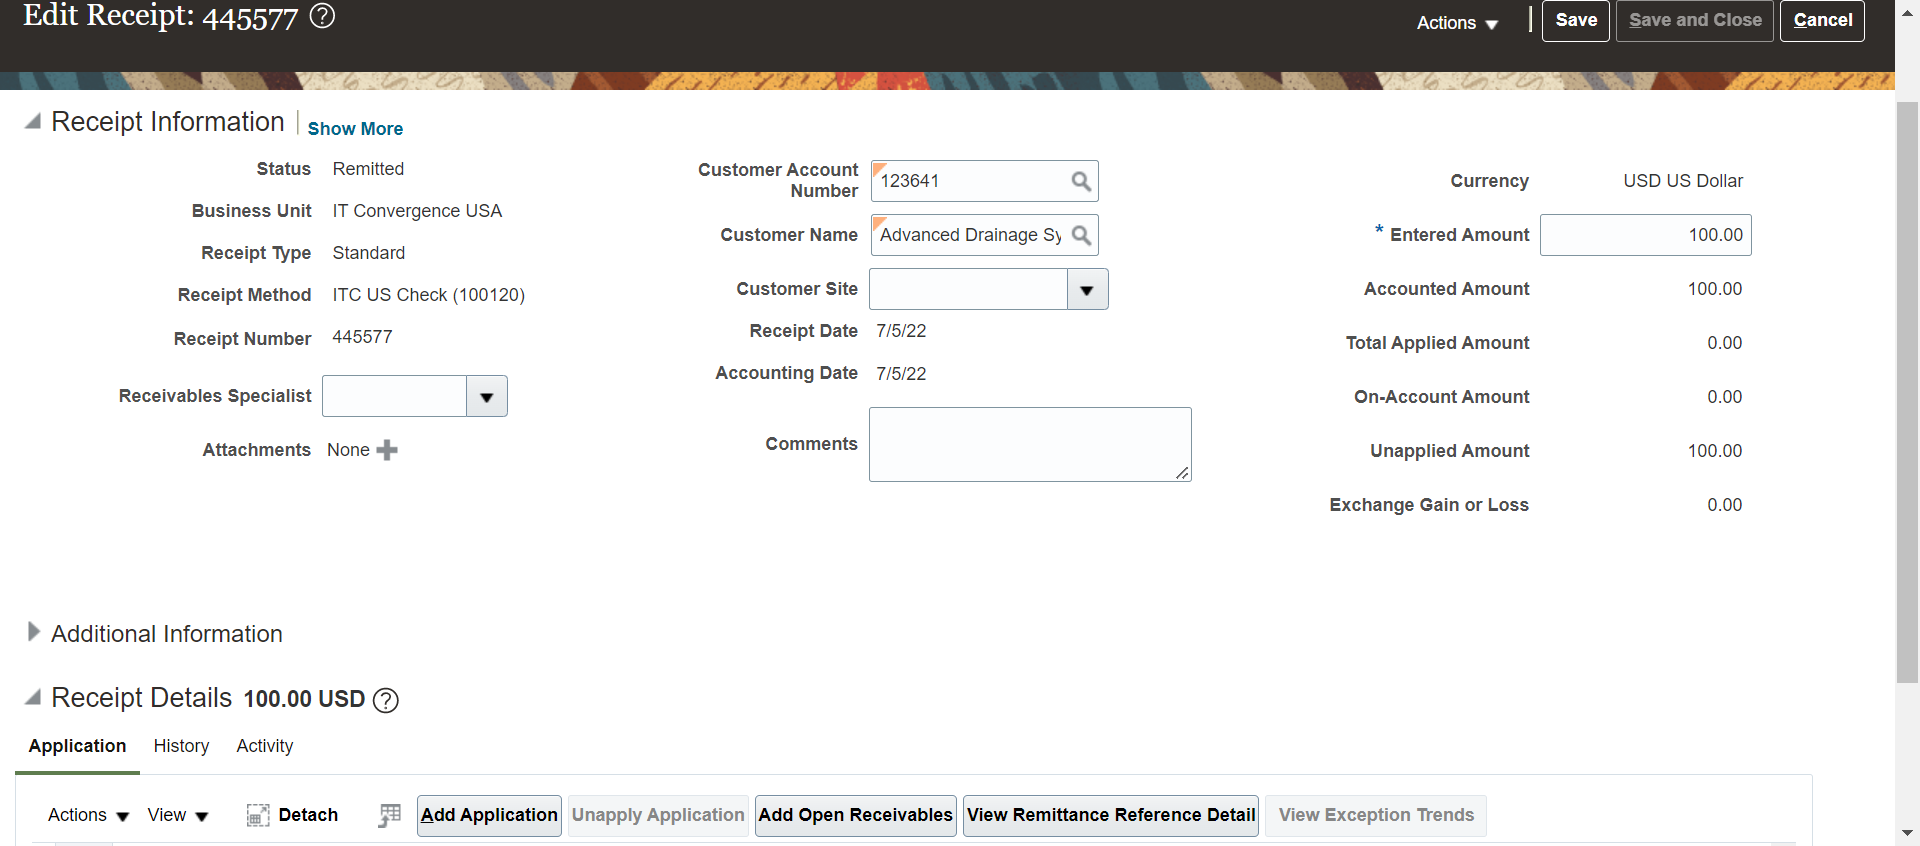 Edit Receipt: 445577 ?
Actions | Save Save and Close Cancel
Receipt Information | Show More
Status Remitted
Business Unit IT Convergence USA
Receipt Type Standard
Receipt Method ITC US Check (100120)
Receipt Number 445577
Receivables Specialist
Attachments None
Customer Account
Number 123641
Customer Name Advanced Drainage Sy
Customer Site
Receipt Date 7/5/22
Accounting Date 7/5/22
Comments
Currency USD US Dollar
* Entered Amount 100.00
Accounted Amount 100.00
Total Applied Amount 0.00
On-Account Amount 0.00
Unapplied Amount 100.00
Exchange Gain or Loss 0.00
Additional Information
Receipt Details 100.00 USD ?
Application History Activity
Actions View Detach Add Application Unapply Application Add Open Receivables View Remittance Reference Detail View Exception Trends